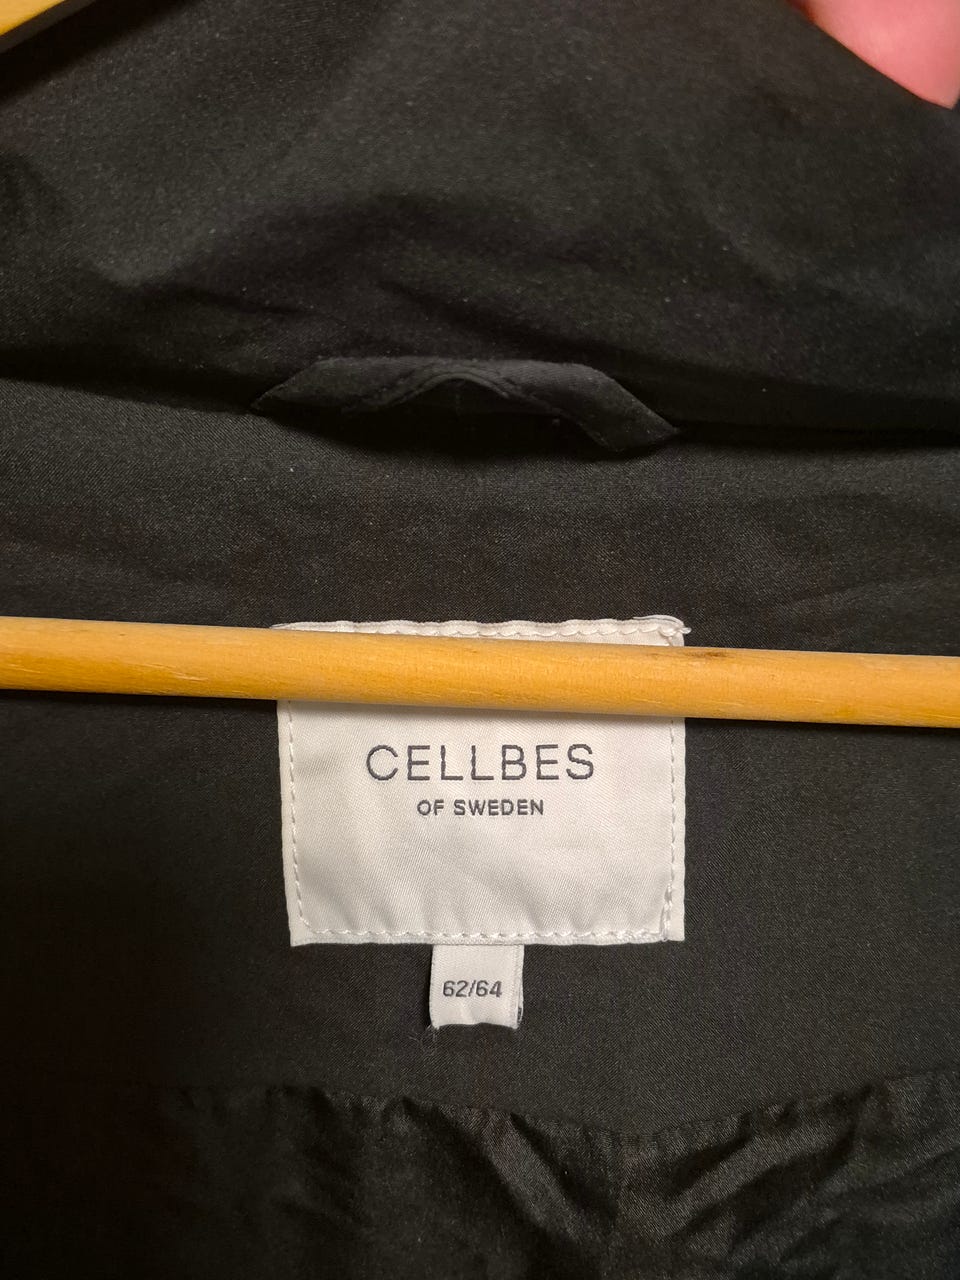 CELLBES
OF SWEDEN
62/64